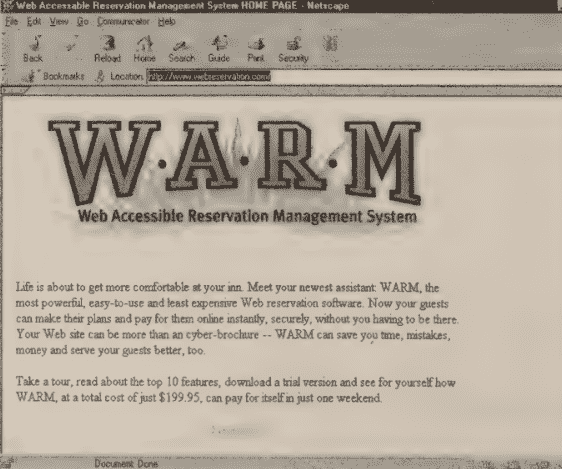 Web Accessable Reservation Management System HOME PAGE - Netscape
File Edit View Go Communicator Help
Back Reload Home Search Guide Print Security
Bookmarks Location: http://www.webreservation.com/
W·A·R·M
Web Accessible Reservation Management System
Life is about to get more comfortable at your inn. Meet your newest assistant: WARM, the
most powerful, easy-to-use and least expensive Web reservation software. Now your guests
can make their plans and pay for them online instantly, securely, without you having to be there.
Your Web site can be more than an cyber-brochure -- WARM can save you time, mistakes,
money and serve your guests better, too.
Take a tour, read about the top 10 features, download a trial version and see for yourself how
WARM, at a total cost of just $199.95, can pay for itself in just one weekend.
Document: Done